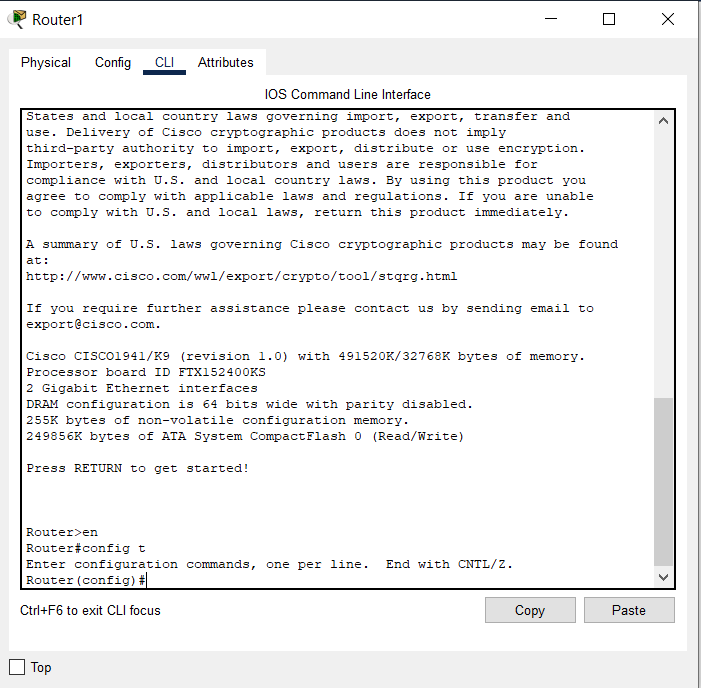 Router1
Physical Config CLI Attributes
IOS Command Line Interface
States and local country laws governing import, export, transfer and
use. Delivery of Cisco cryptographic products does not imply
third-party authority to import, export, distribute or use encryption.
Importers, exporters, distributors and users are responsible for
compliance with U.S. and local country laws. By using this product you
agree to comply with applicable laws and regulations. If you are unable
to comply with U.S. and local laws, return this product immediately.
A summary of U.S. laws governing Cisco cryptographic products may be found
at:
http://www.cisco.com/wwl/export/crypto/tool/stqrg.html
If you require further assistance please contact us by sending email to
export@cisco.com.
Cisco CISCO1941/K9 (revision 1.0) with 491520K/32768K bytes of memory.
Processor board ID FTX152400KS
2 Gigabit Ethernet interfaces
DRAM configuration is 64 bits wide with parity disabled.
255K bytes of non-volatile configuration memory.
249856K bytes of ATA System CompactFlash 0 (Read/Write)
Press RETURN to get started!
Router>en
Router#config t
Enter configuration commands, one per line.  End with CNTL/Z.
Router(config)#
Ctrl+F6 to exit CLI focus
Copy Paste
Top